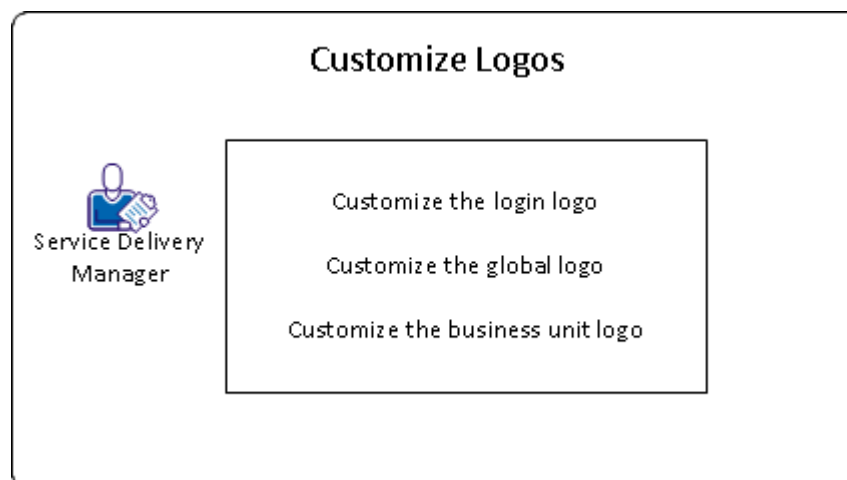 Customize Logos
Service Delivery
Manager
Customize the login logo
Customize the global logo
Customize the business unit logo